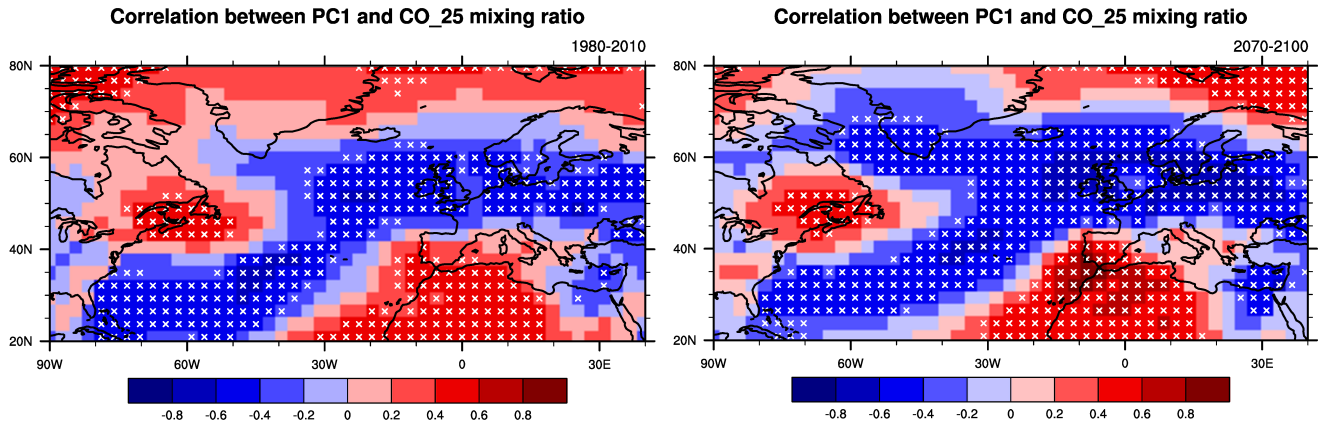 Correlation between PC1 and CO_25 mixing ratio
1980-2010
80N
60N
40N
20N
90W 60W 30W 0 30E
-0.8 -0.6 -0.4 -0.2 0 0.2 0.4 0.6 0.8
Correlation between PC1 and CO_25 mixing ratio
2070-2100
80N
60N
40N
20N
90W 60W 30W 0 30E
-0.8 -0.6 -0.4 -0.2 0 0.2 0.4 0.6 0.8